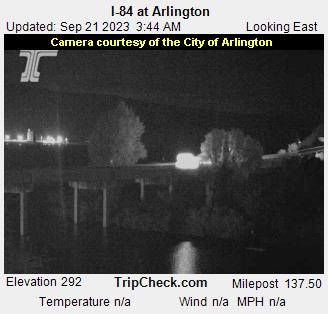 I-84 at Arlington
Updated: Sep 21 2023 3:44 AM Looking East
Camera courtesy of the City of Arlington
Elevation 292 TripCheck.com Milepost 137.50
Temperature n/a Wind n/a MPH n/a